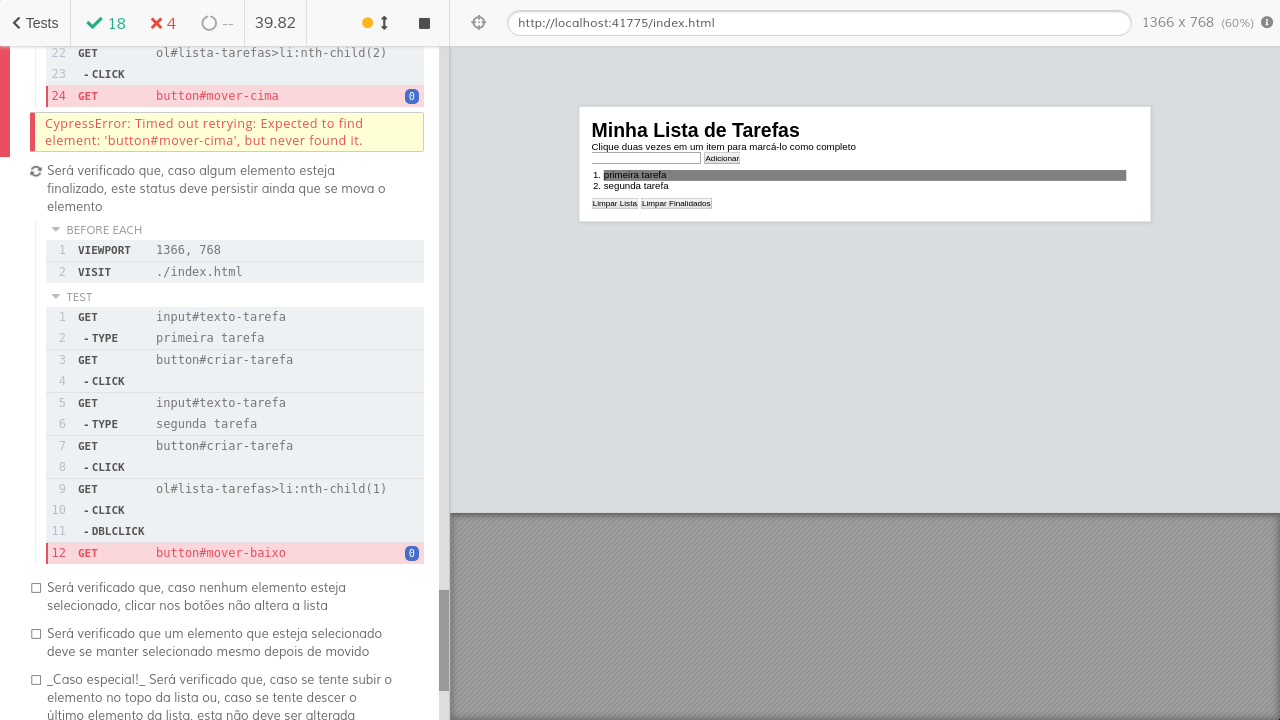 Tests
18
4
--
39.82
http://localhost:41775/index.html
1366 x 768 (60%)
22 GET ol#lista-tarefas>li:nth-child(2)
23 - CLICK
24 GET button#mover-cima 0
CypressError: Timed out retrying: Expected to find
element: 'button#mover-cima', but never found it.
Será verificado que, caso algum elemento esteja
finalizado, este status deve persistir ainda que se mova o
elemento
BEFORE EACH
1 VIEWPORT 1366, 768
2 VISIT ./index.html
TEST
1 GET input#texto-tarefa
2 - TYPE primeira tarefa
3 GET button#criar-tarefa
4 - CLICK
5 GET input#texto-tarefa
6 - TYPE segunda tarefa
7 GET button#criar-tarefa
8 - CLICK
9 GET ol#lista-tarefas>li:nth-child(1)
10 - CLICK
11 - DBLCLICK
12 GET button#mover-baixo 0
Será verificado que, caso nenhum elemento esteja
selecionado, clicar nos botões não altera a lista
Será verificado que um elemento que esteja selecionado
deve se manter selecionado mesmo depois de movido
_Caso especial!_ Será verificado que, caso se tente subir o
elemento no topo da lista ou, caso se tente descer o
último elemento da lista, esta não deve ser alterada
Minha Lista de Tarefas
Clique duas vezes em um item para marcá-lo como completo
Adicionar
1. primeira tarefa
2. segunda tarefa
Limpar Lista Limpar Finalidados